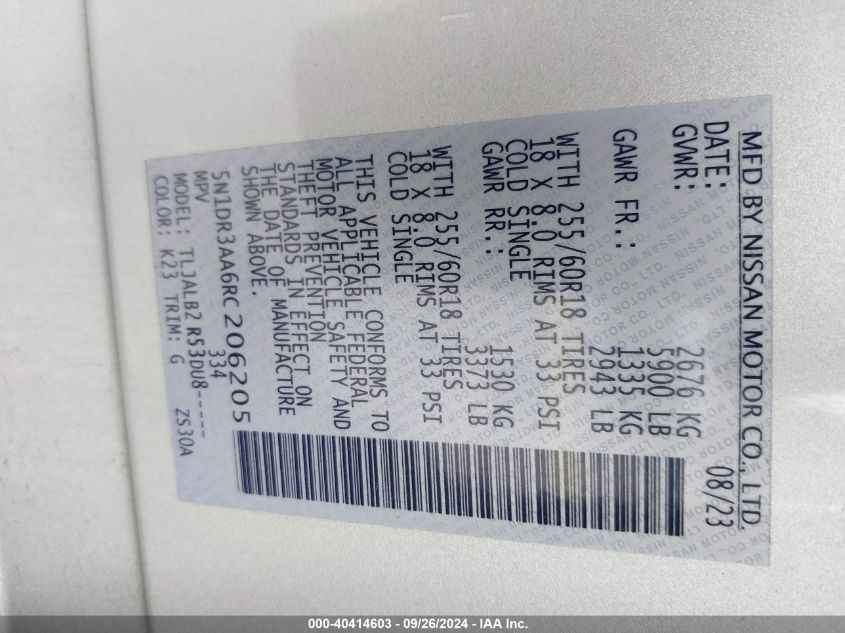 MFD BY NISSAN MOTOR CO., LTD.
DATE: 08/23
GVWR: 2676 KG
5900 LB
GAWR FR.: 1335 KG
2943 LB
WITH 255/60R18 TIRES
18 X 8.0 RIMS AT 33 PSI
COLD SINGLE
GAWR RR.: 1530 KG
3373 LB
WITH 255/60R18 TIRES
18 X 8.0 RIMS AT 33 PSI
COLD SINGLE
THIS VEHICLE CONFORMS TO
ALL APPLICABLE FEDERAL
MOTOR VEHICLE SAFETY AND
THEFT PREVENTION
STANDARDS IN EFFECT ON
THE DATE OF MANUFACTURE
SHOWN ABOVE.
5N1DR3AA6RC206205
MPV 334
MODEL: TLJALB2 R53DU8-----
COLOR: K23 TRIM: G ZS30A
000-40414603 - 09/26/2024 - IAA Inc.